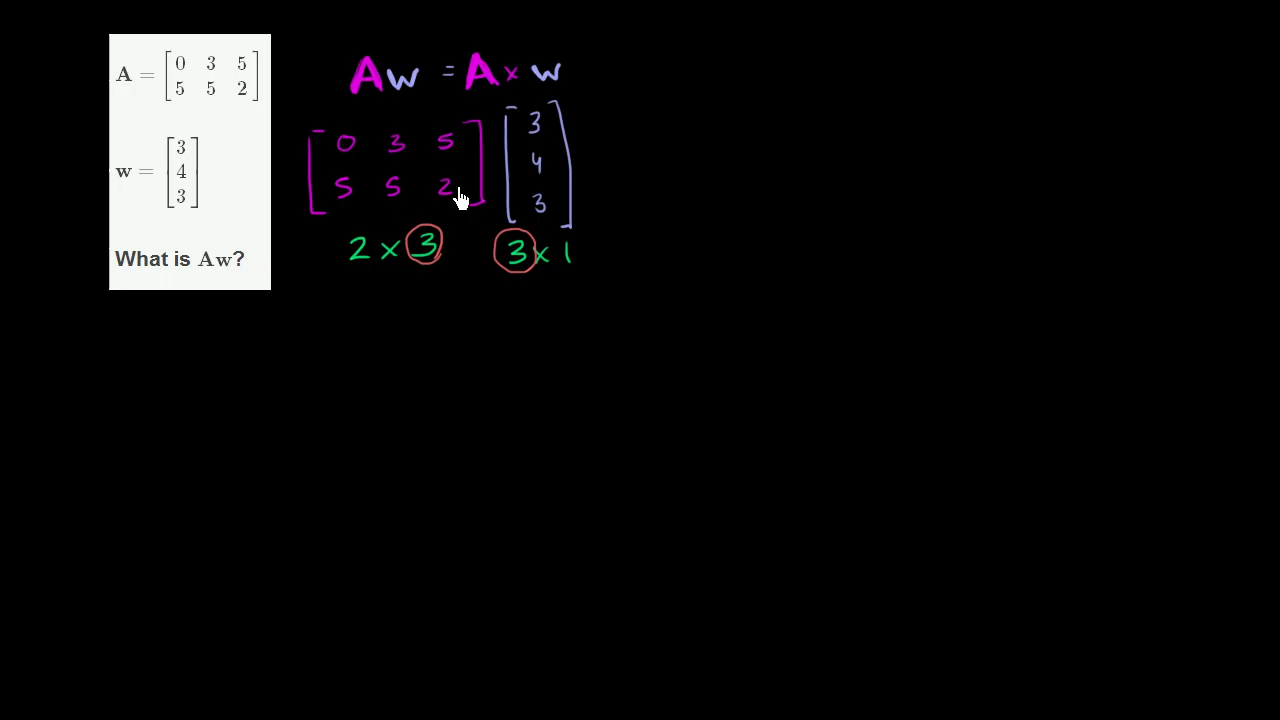 A = [0 3 5
5 5 2]
w = [3
4
3]
What is Aw?
Aw = A × w
[0 3 5
5 5 2] [3
4
3]
2 × 3 3 × 1